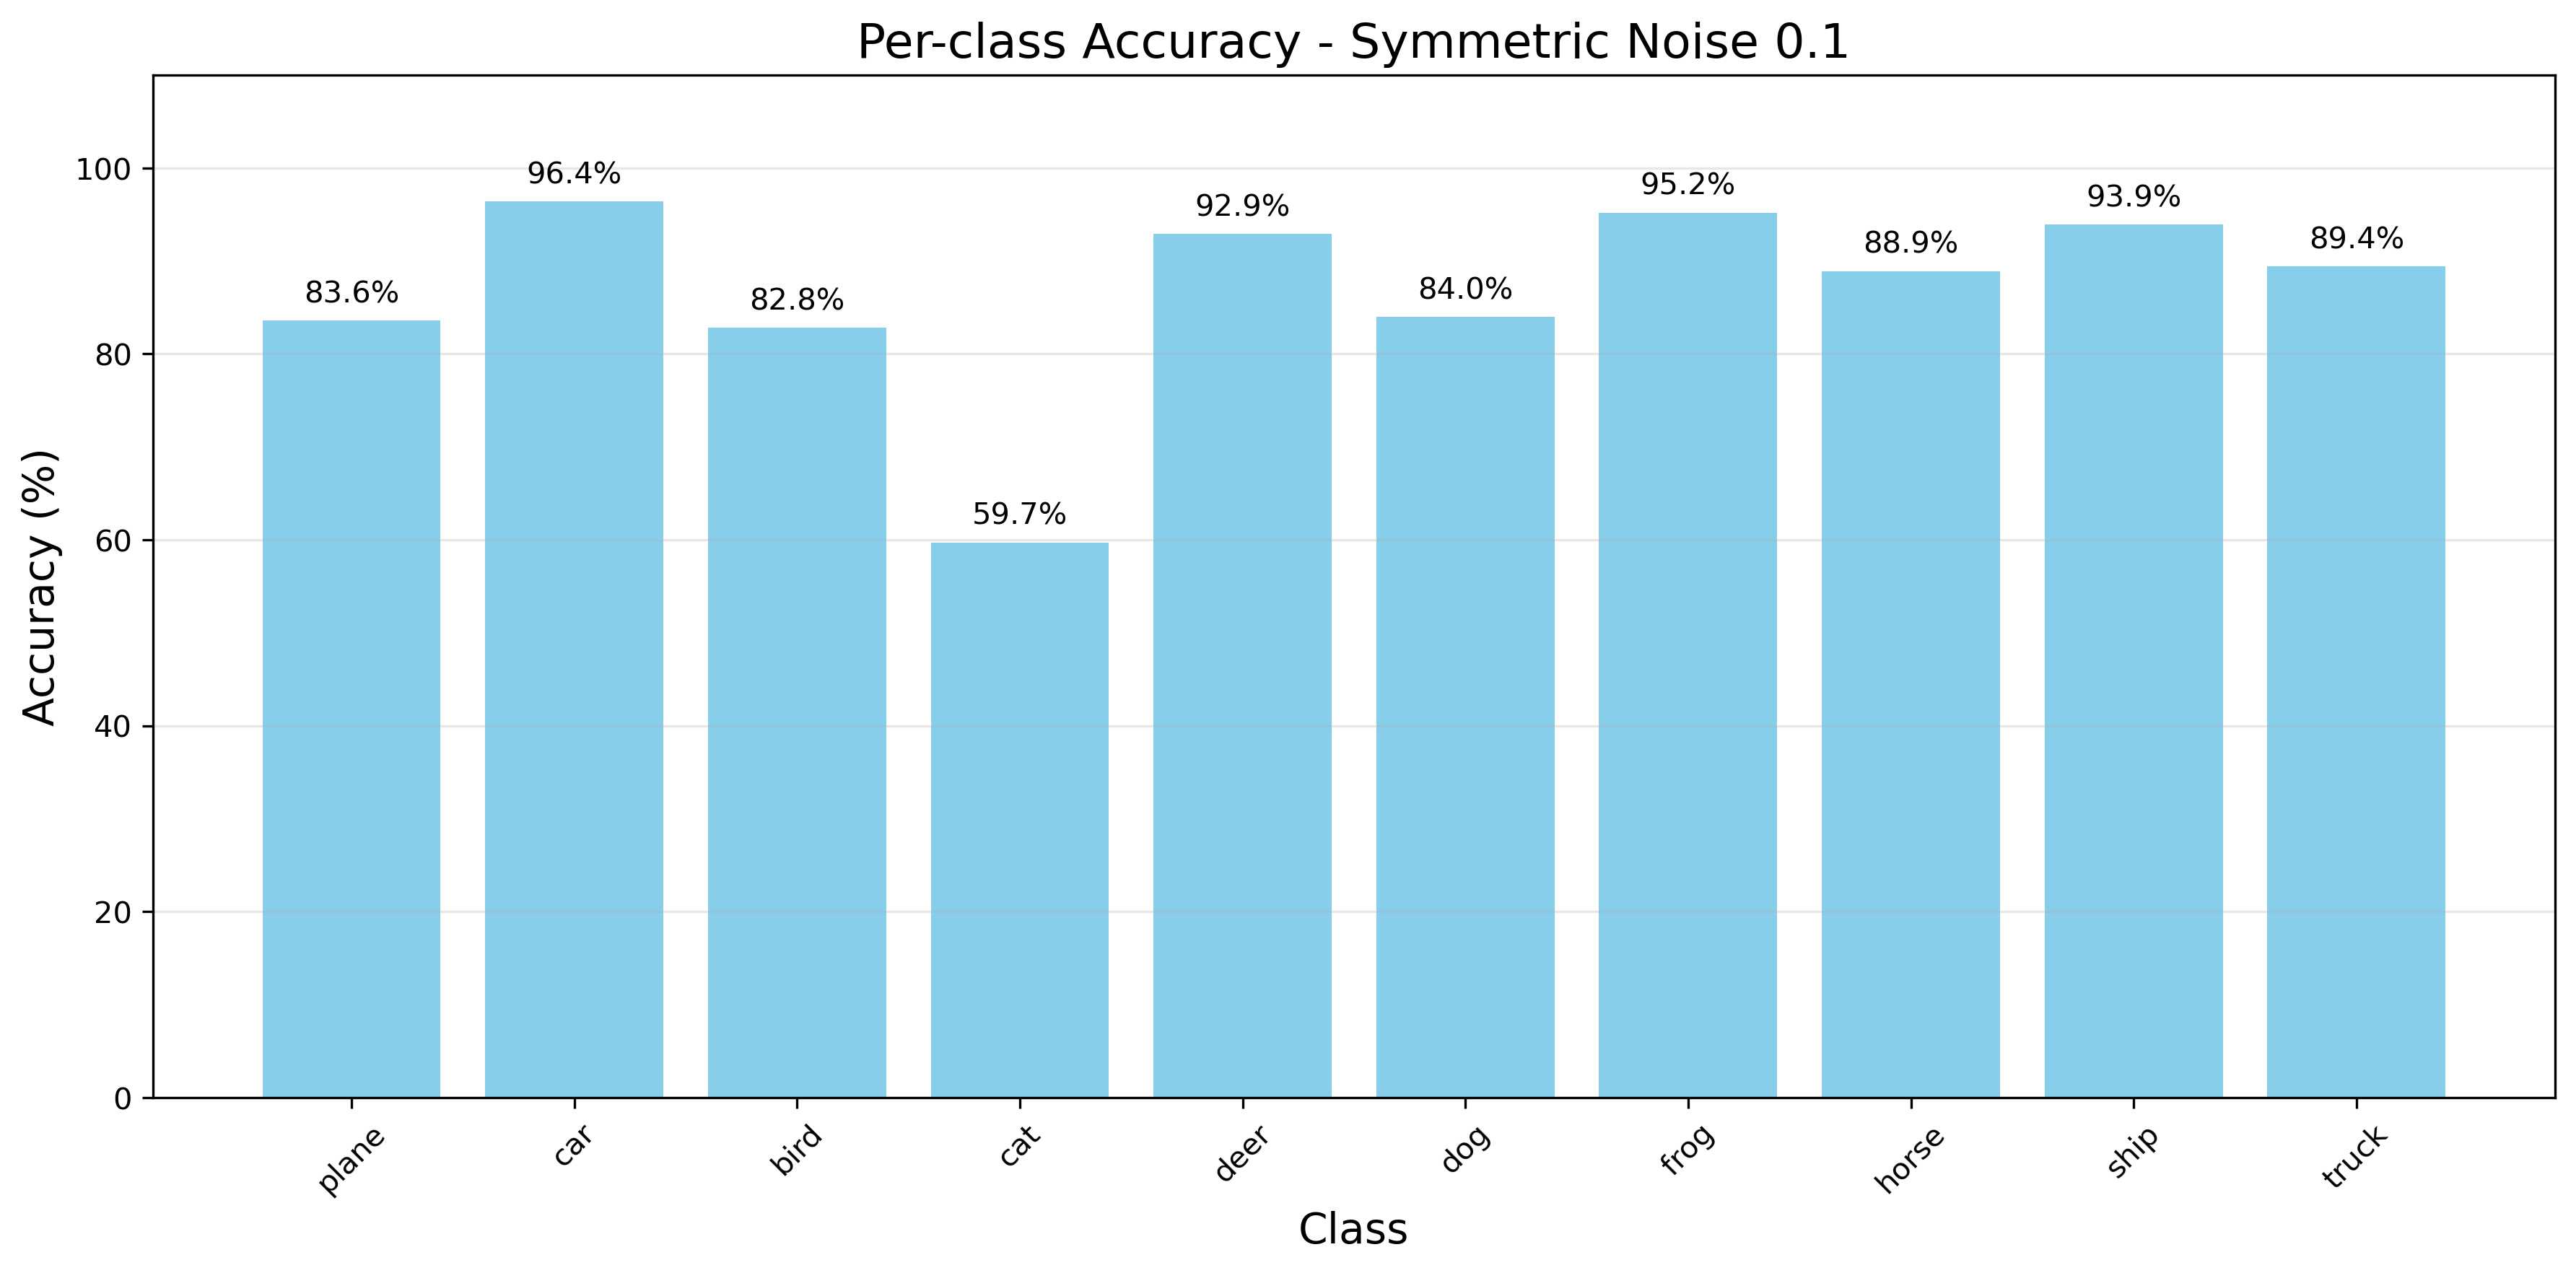 Per-class Accuracy - Symmetric Noise 0.1
Accuracy (%)
100
80
60
40
20
0
83.6%
96.4%
82.8%
59.7%
92.9%
84.0%
95.2%
88.9%
93.9%
89.4%
plane
car
bird
cat
deer
dog
frog
horse
ship
truck
Class